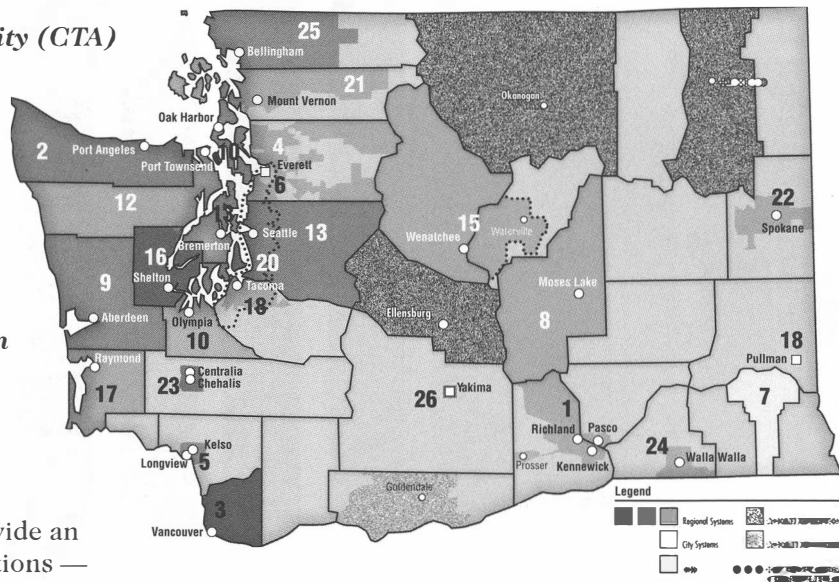 ity (CTA)
25
Bellingham
21
Mount Vernon
Okanogan
Oak Harbor
2
Port Angeles
Port Townsend
19
4
Everett
6
12
22
Spokane
Waterville
15
Wenatchee
Bremerton
Seattle
13
16
Shelton
20
Tacoma
18
9
Moses Lake
8
Ellensburg
Aberdeen
Olympia
10
n
18
Pullman
Raymond
17
23
Centralia
Chehalis
26
Yakima
7
1
Richland
Pasco
Kennewick
Prosser
24
Walla Walla
Kelso
5
Longview
Goldendale
3
Vancouver
Legend
Regional Systems
City Systems
vide an
tions —